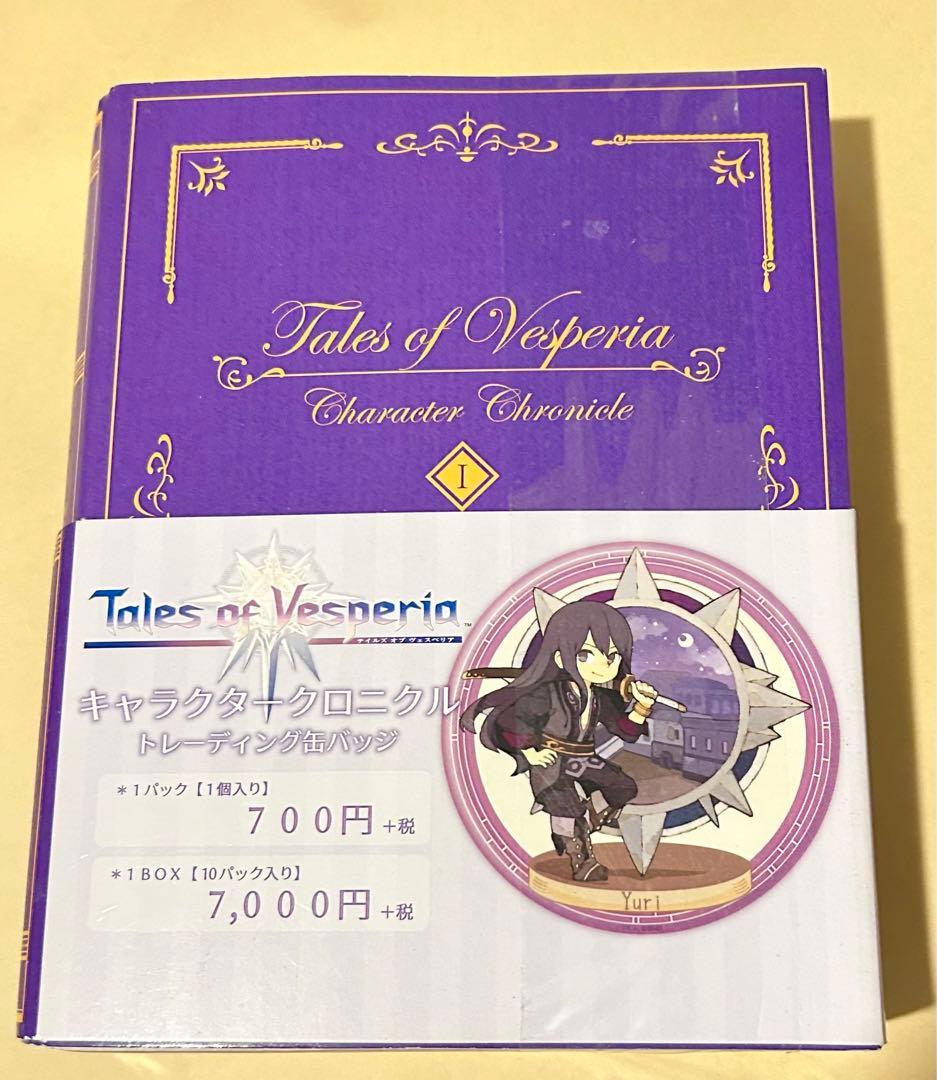 Tales of Vesperia
Character Chronicle
I
Tales of Vesperia™
テイルズ オブ ヴェスペリア
キャラクタークロニクル
トレーディング缶バッジ
＊１パック【１個入り】
７００円＋税
＊１ＢＯＸ【１０パック入り】
7,０００円＋税
Yuri